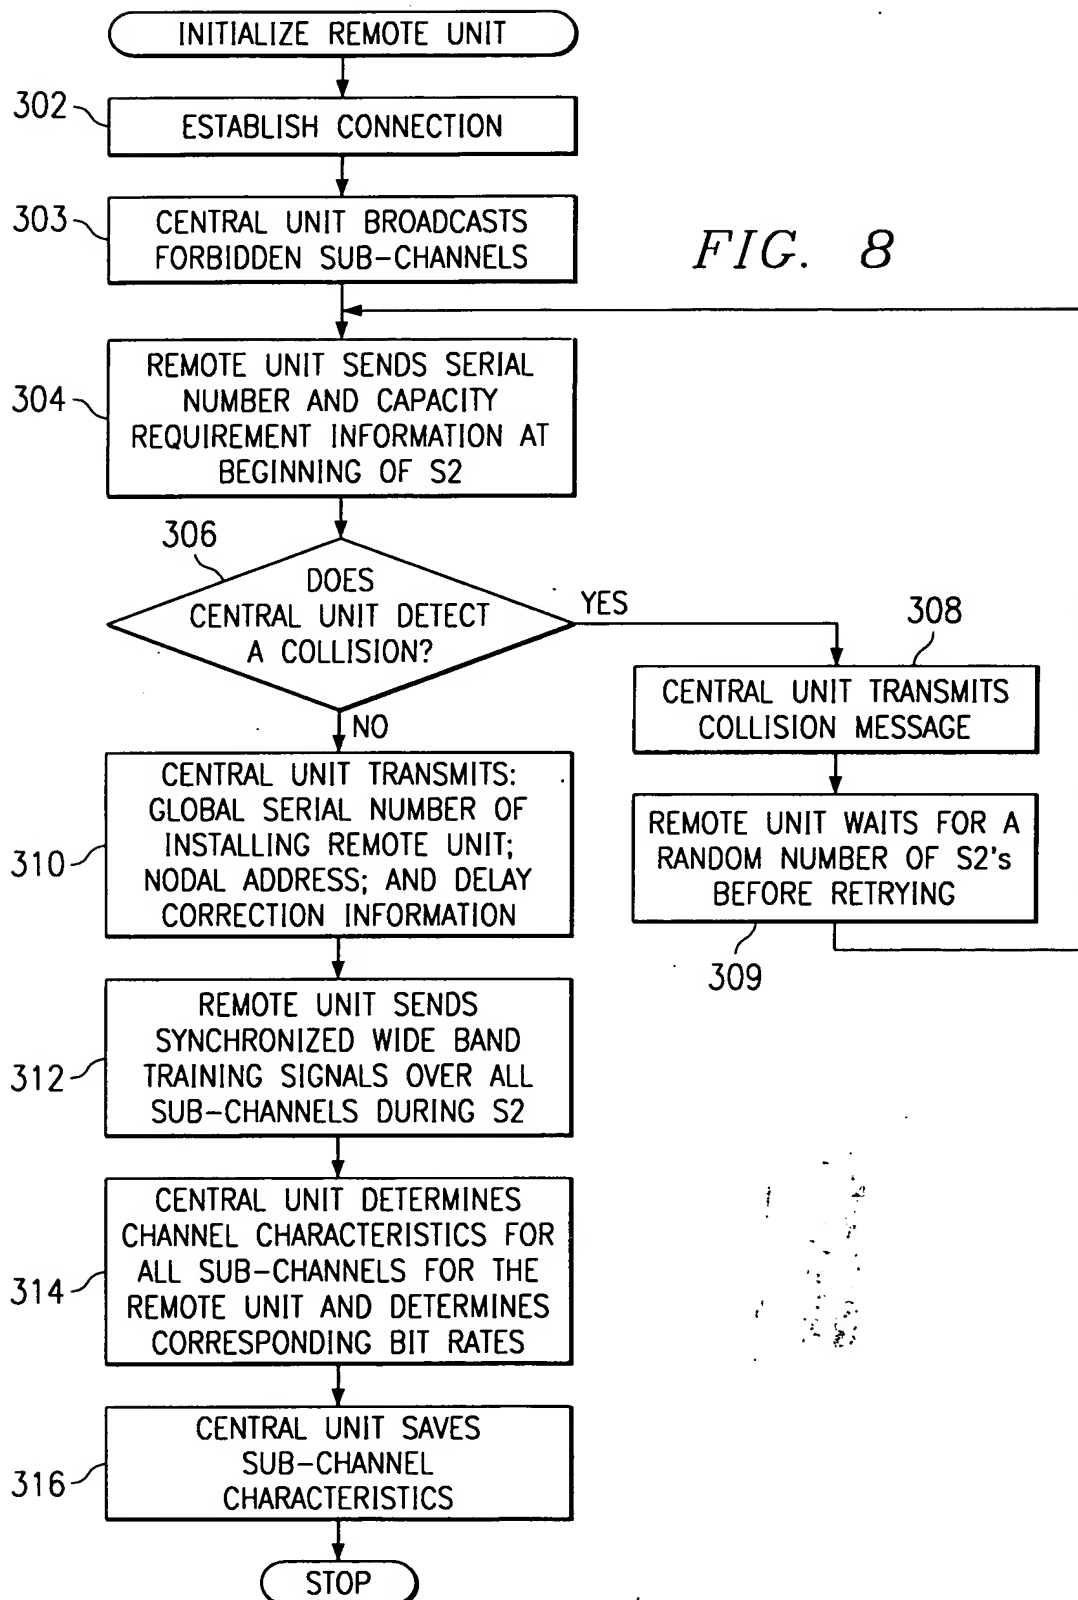 INITIALIZE REMOTE UNIT
302
ESTABLISH CONNECTION
303
CENTRAL UNIT BROADCASTS
FORBIDDEN SUB-CHANNELS
FIG. 8
304
REMOTE UNIT SENDS SERIAL
NUMBER AND CAPACITY
REQUIREMENT INFORMATION AT
BEGINNING OF S2
306
DOES
CENTRAL UNIT DETECT
A COLLISION?
YES
308
CENTRAL UNIT TRANSMITS
COLLISION MESSAGE
REMOTE UNIT WAITS FOR A
RANDOM NUMBER OF S2's
BEFORE RETRYING
309
NO
310
CENTRAL UNIT TRANSMITS:
GLOBAL SERIAL NUMBER OF
INSTALLING REMOTE UNIT;
NODAL ADDRESS; AND DELAY
CORRECTION INFORMATION
312
REMOTE UNIT SENDS
SYNCHRONIZED WIDE BAND
TRAINING SIGNALS OVER ALL
SUB-CHANNELS DURING S2
314
CENTRAL UNIT DETERMINES
CHANNEL CHARACTERISTICS FOR
ALL SUB-CHANNELS FOR THE
REMOTE UNIT AND DETERMINES
CORRESPONDING BIT RATES
316
CENTRAL UNIT SAVES
SUB-CHANNEL
CHARACTERISTICS
STOP